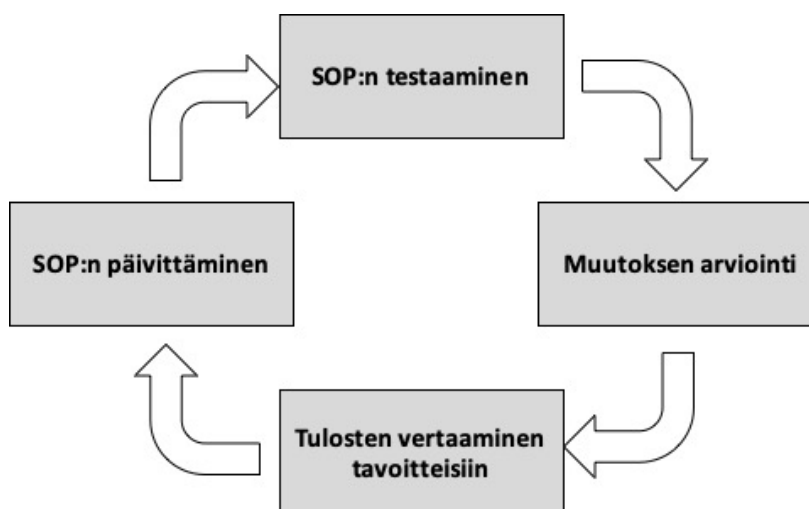 SOP:n testaaminen
SOP:n päivittäminen
Muutoksen arviointi
Tulosten vertaaminen
tavoitteisiin